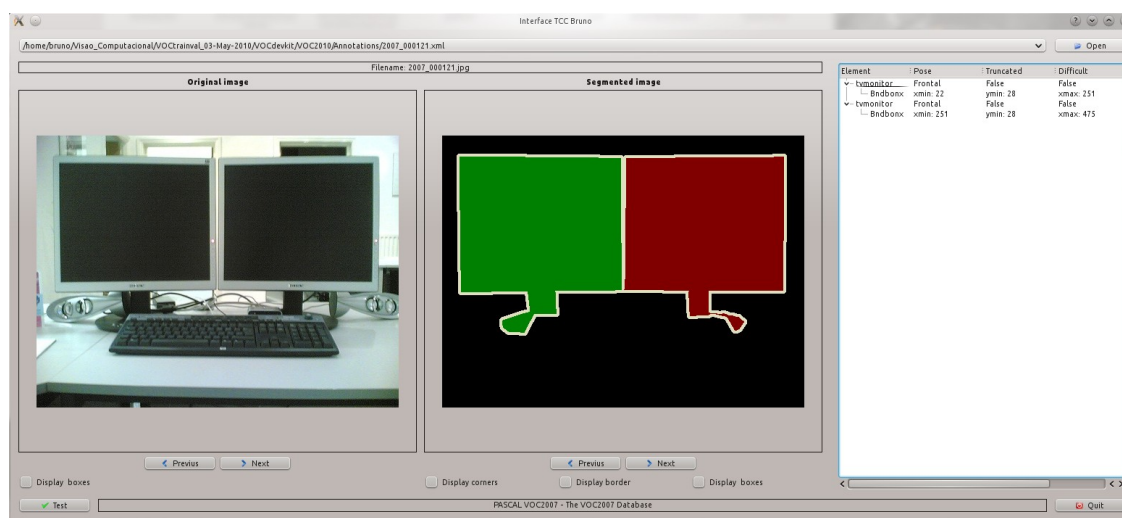 Interface TCC Bruno
/home/bruno/Visao_Computacional/VOCtrainval_03-May-2010/VOCdevkit/VOC2010/Annotations/2007_000121.xml
Open
Filename: 2007_000121.jpg
Original image
Segmented image
Element Pose Truncated Difficult
tvmonitor Frontal False False
Bndbonx xmin: 22 ymin: 28 xmax: 251
tvmonitor Frontal False False
Bndbonx xmin: 251 ymin: 28 xmax: 475
Previus Next
Previus Next
Display boxes
Display corners Display border Display boxes
Test
PASCAL VOC2007 - The VOC2007 Database
Quit